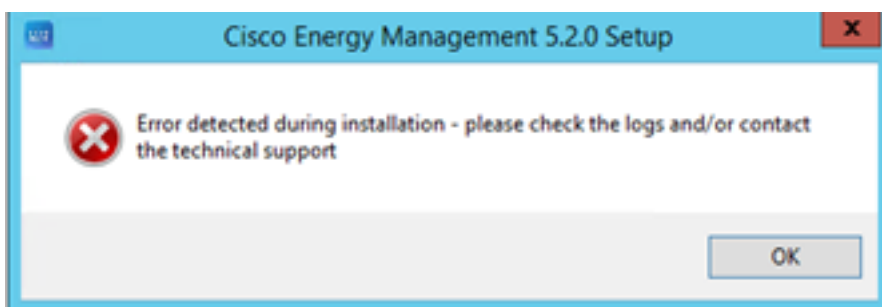 Cisco Energy Management 5.2.0 Setup
Error detected during installation - please check the logs and/or contact
the technical support
OK